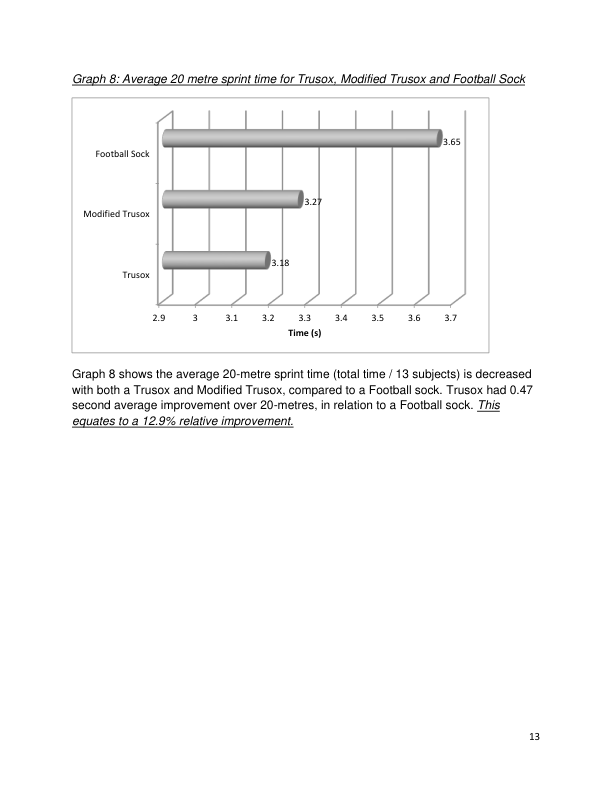 Graph 8: Average 20 metre sprint time for Trusox, Modified Trusox and Football Sock
Football Sock
3.65
Modified Trusox
3.27
Trusox
3.18
2.9 3 3.1 3.2 3.3 3.4 3.5 3.6 3.7
Time (s)
Graph 8 shows the average 20-metre sprint time (total time / 13 subjects) is decreased
with both a Trusox and Modified Trusox, compared to a Football sock. Trusox had 0.47
second average improvement over 20-metres, in relation to a Football sock. This
equates to a 12.9% relative improvement.
13